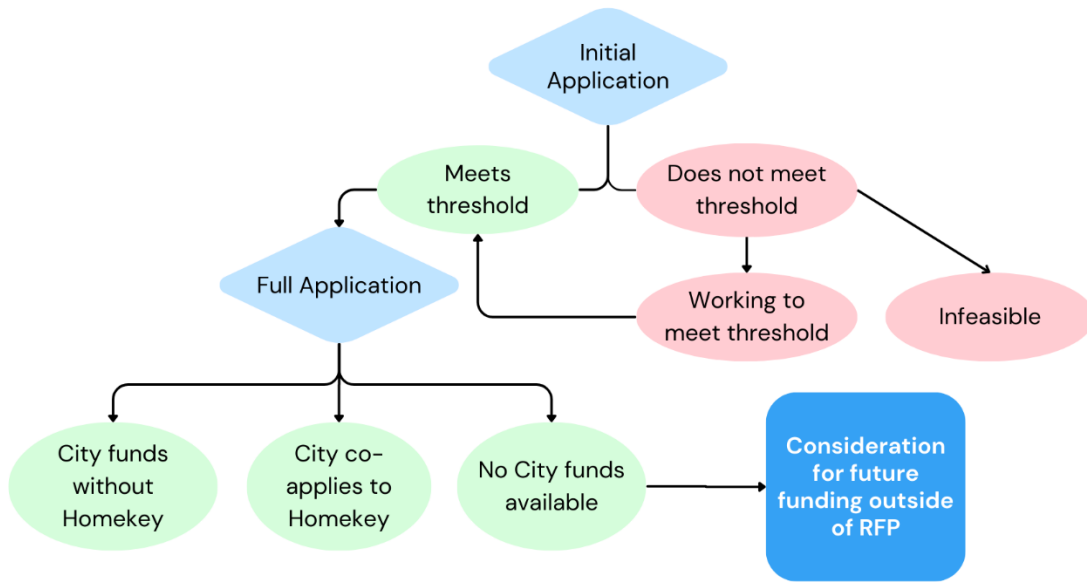 Initial
Application
Meets
threshold
Does not meet
threshold
Full Application
Working to
meet threshold
Infeasible
City funds
without
Homekey
City co-
applies to
Homekey
No City funds
available
Consideration
for future
funding outside
of RFP